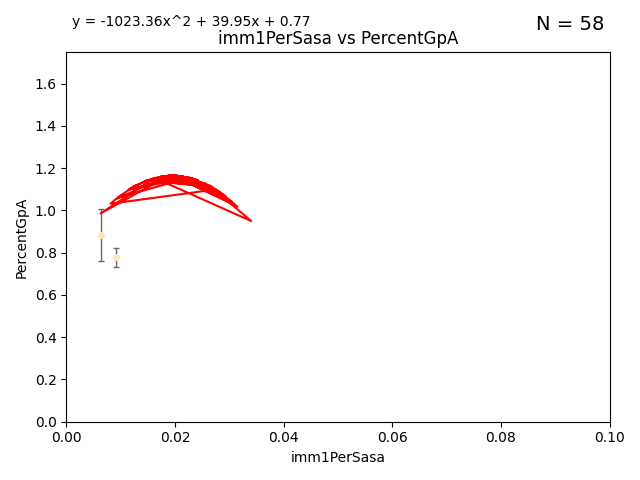 y = -1023.36x^2 + 39.95x + 0.77
N = 58
imm1PerSasa vs PercentGpA
1.6
1.4
1.2
1.0
0.8
0.6
0.4
0.2
0.0
PercentGpA
0.00 0.02 0.04 0.06 0.08 0.10
imm1PerSasa